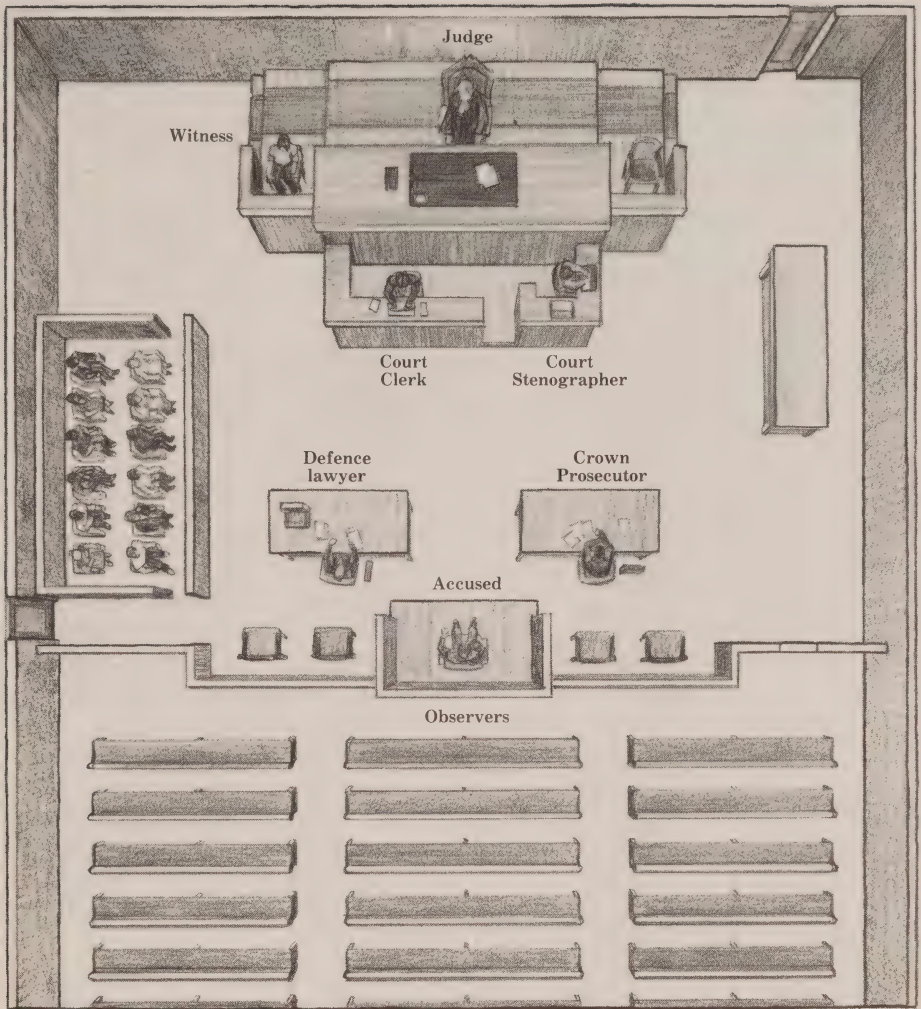 Judge
Witness
Court
Clerk
Court
Stenographer
Defence
lawyer
Crown
Prosecutor
Accused
Observers